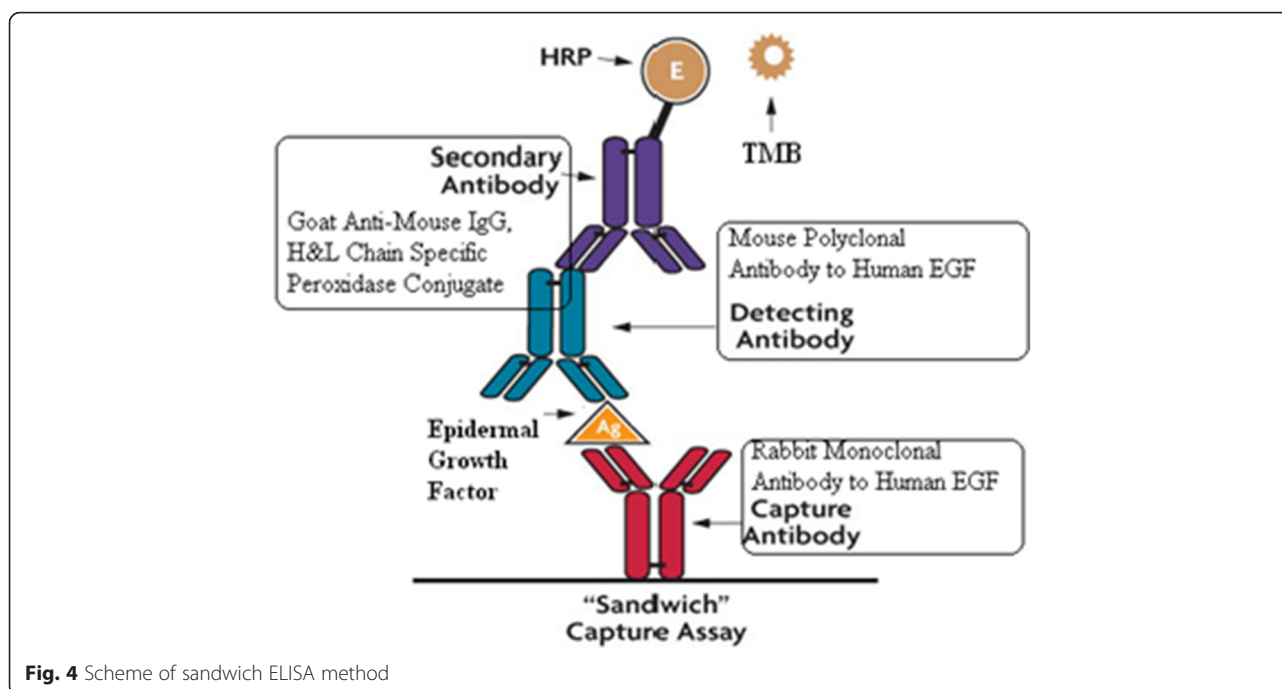 HRP
E
TMB
Secondary
Antibody
Goat Anti-Mouse IgG,
H&L Chain Specific
Peroxidase Conjugate
Mouse Polyclonal
Antibody to Human EGF
Detecting
Antibody
Epidermal
Growth
Factor
Ag
Rabbit Monoclonal
Antibody to Human EGF
Capture
Antibody
“Sandwich”
Capture Assay
Fig. 4 Scheme of sandwich ELISA method